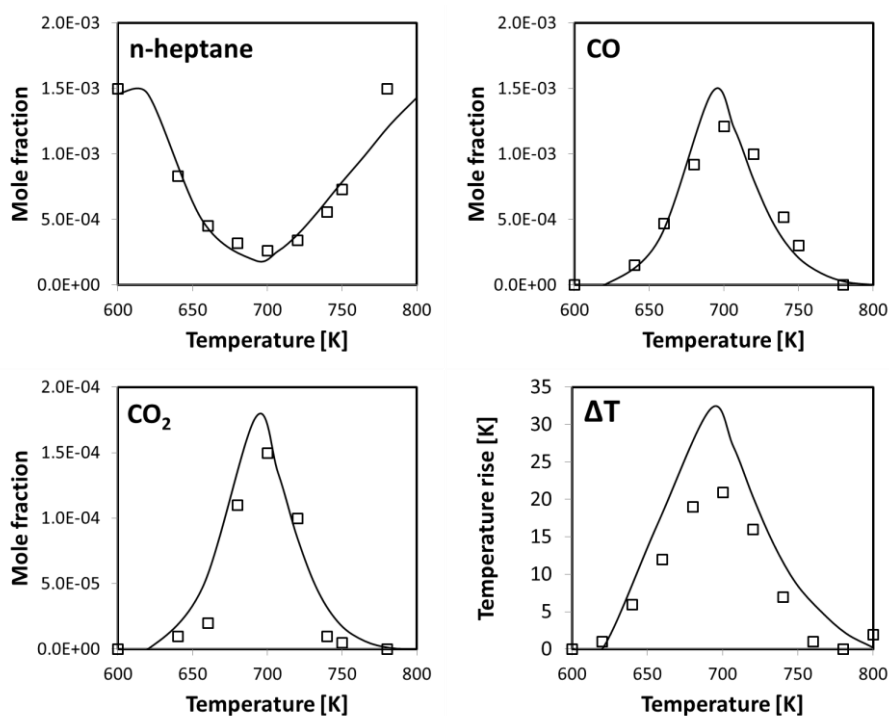 n-heptane
Mole fraction
2.0E-03
1.5E-03
1.0E-03
5.0E-04
0.0E+00
600 650 700 750 800
Temperature [K]
CO
Mole fraction
2.0E-03
1.5E-03
1.0E-03
5.0E-04
0.0E+00
600 650 700 750 800
Temperature [K]
CO₂
Mole fraction
2.0E-04
1.5E-04
1.0E-04
5.0E-05
0.0E+00
600 650 700 750 800
Temperature [K]
ΔT
Temperature rise [K]
35
30
25
20
15
10
5
0
600 650 700 750 800
Temperature [K]